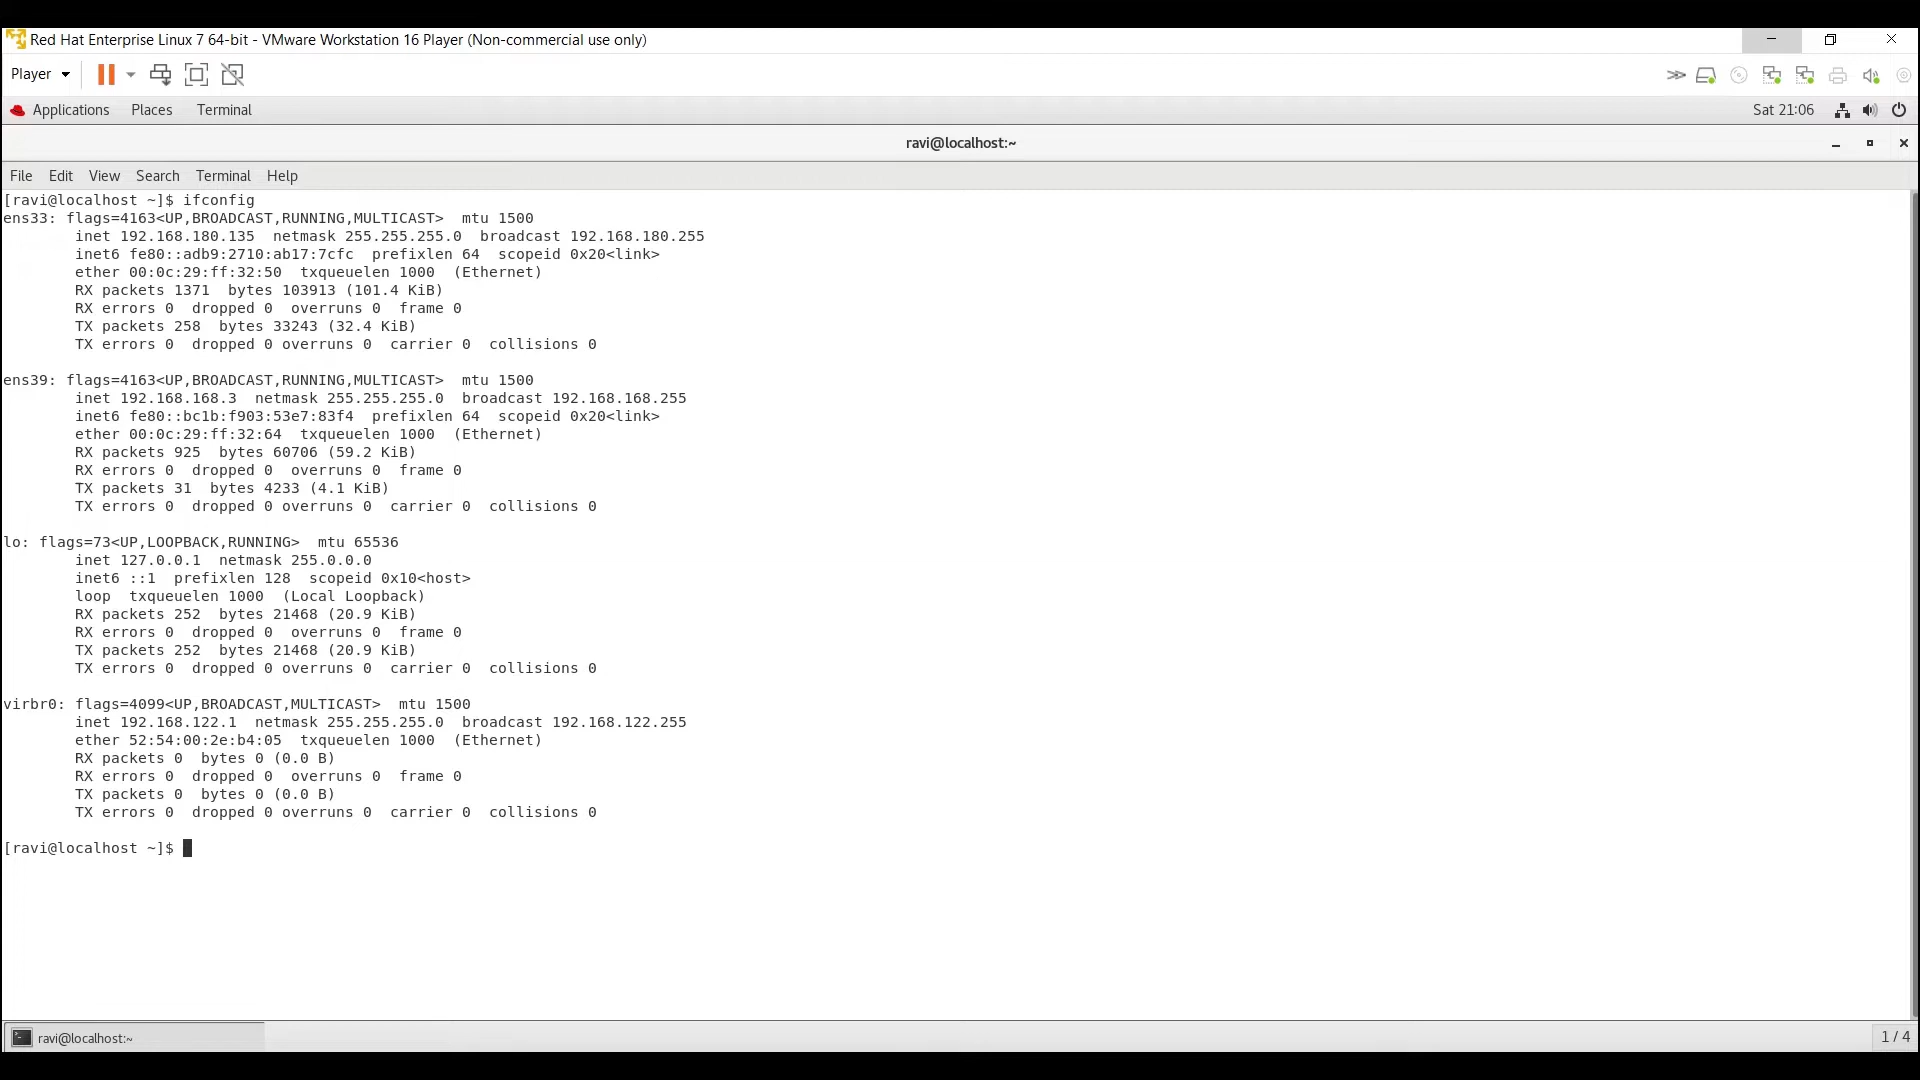 Red Hat Enterprise Linux 7 64-bit - VMware Workstation 16 Player (Non-commercial use only)
Player
Applications Places Terminal Sat 21:06
ravi@localhost:~
File Edit View Search Terminal Help
[ravi@localhost ~]$ ifconfig
ens33: flags=4163<UP,BROADCAST,RUNNING,MULTICAST>  mtu 1500
        inet 192.168.180.135  netmask 255.255.255.0  broadcast 192.168.180.255
        inet6 fe80::adb9:2710:ab17:7cfc  prefixlen 64  scopeid 0x20<link>
        ether 00:0c:29:ff:32:50  txqueuelen 1000  (Ethernet)
        RX packets 1371  bytes 103913 (101.4 KiB)
        RX errors 0  dropped 0  overruns 0  frame 0
        TX packets 258  bytes 33243 (32.4 KiB)
        TX errors 0  dropped 0 overruns 0  carrier 0  collisions 0

ens39: flags=4163<UP,BROADCAST,RUNNING,MULTICAST>  mtu 1500
        inet 192.168.168.3  netmask 255.255.255.0  broadcast 192.168.168.255
        inet6 fe80::bc1b:f903:53e7:83f4  prefixlen 64  scopeid 0x20<link>
        ether 00:0c:29:ff:32:64  txqueuelen 1000  (Ethernet)
        RX packets 925  bytes 60706 (59.2 KiB)
        RX errors 0  dropped 0  overruns 0  frame 0
        TX packets 31  bytes 4233 (4.1 KiB)
        TX errors 0  dropped 0 overruns 0  carrier 0  collisions 0

lo: flags=73<UP,LOOPBACK,RUNNING>  mtu 65536
        inet 127.0.0.1  netmask 255.0.0.0
        inet6 ::1  prefixlen 128  scopeid 0x10<host>
        loop  txqueuelen 1000  (Local Loopback)
        RX packets 252  bytes 21468 (20.9 KiB)
        RX errors 0  dropped 0  overruns 0  frame 0
        TX packets 252  bytes 21468 (20.9 KiB)
        TX errors 0  dropped 0 overruns 0  carrier 0  collisions 0

virbr0: flags=4099<UP,BROADCAST,MULTICAST>  mtu 1500
        inet 192.168.122.1  netmask 255.255.255.0  broadcast 192.168.122.255
        ether 52:54:00:2e:b4:05  txqueuelen 1000  (Ethernet)
        RX packets 0  bytes 0 (0.0 B)
        RX errors 0  dropped 0  overruns 0  frame 0
        TX packets 0  bytes 0 (0.0 B)
        TX errors 0  dropped 0 overruns 0  carrier 0  collisions 0

[ravi@localhost ~]$
ravi@localhost:~ 1 / 4